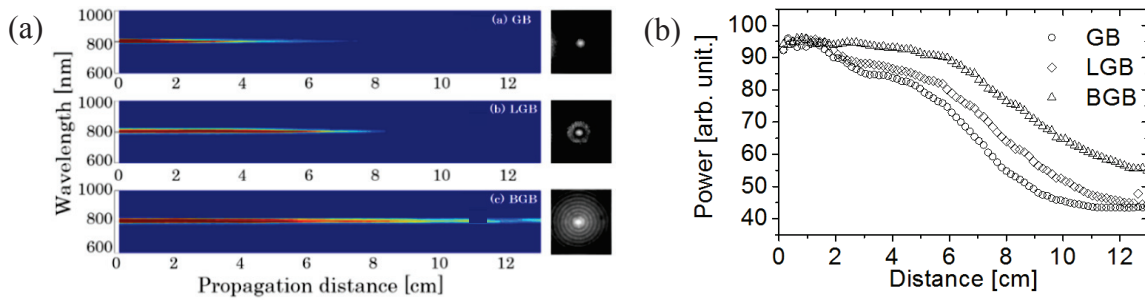 (a)
Wavelength [nm]
1000
800
600
(a) GB
0 2 4 6 8 10 12
1000
800
600
(b) LGB
0 2 4 6 8 10 12
1000
800
600
(c) BGB
0 2 4 6 8 10 12
Propagation distance [cm]
(b)
Power [arb. unit.]
100
90
80
70
60
50
40
GB
LGB
BGB
0 2 4 6 8 10 12
Distance [cm]